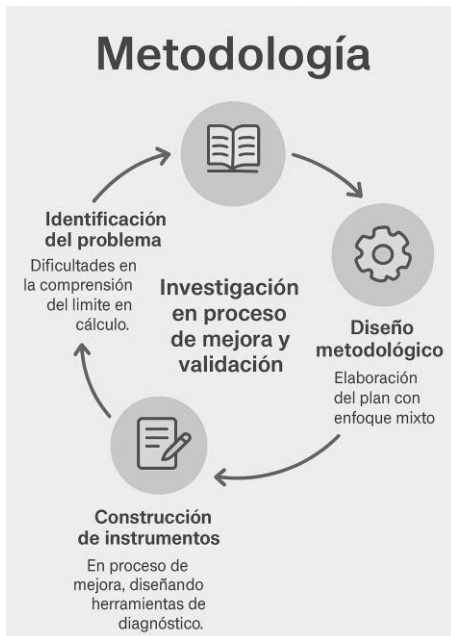 Metodología
Identificación
del problema
Dificultades en
la comprensión
del limite en
cálculo.
Investigación
en proceso
de mejora y
validación
Diseño
metodológico
Elaboración
del plan con
enfoque mixto
Construcción
de instrumentos
En proceso de
mejora, diseñando
herramientas de
diagnóstico.